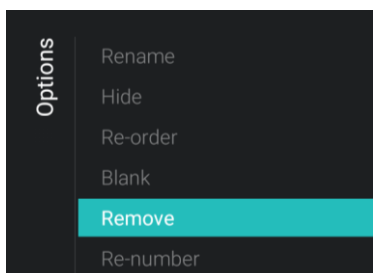 Options
Rename
Hide
Re-order
Blank
Remove
Re-number